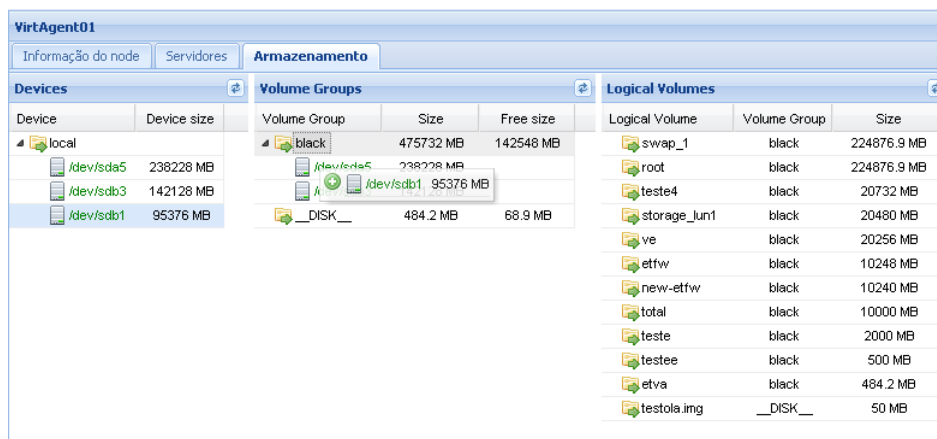 VirtAgent01
Informação do node Servidores Armazenamento
Devices Volume Groups Logical Volumes
Device Device size Volume Group Size Free size Logical Volume Volume Group Size
local black 475732 MB 142548 MB swap_1 black 224876.9 MB
/dev/sda5 238228 MB /dev/sda5 238228 MB root black 224876.9 MB
/dev/sdb3 142128 MB /dev/sdb1 95376 MB teste4 black 20732 MB
/dev/sdb1 95376 MB __DISK__ 484.2 MB 68.9 MB storage_lun1 black 20480 MB
ve black 20256 MB
etfw black 10248 MB
new-etfw black 10240 MB
total black 10000 MB
teste black 2000 MB
testee black 500 MB
etva black 484.2 MB
testola.img __DISK__ 50 MB